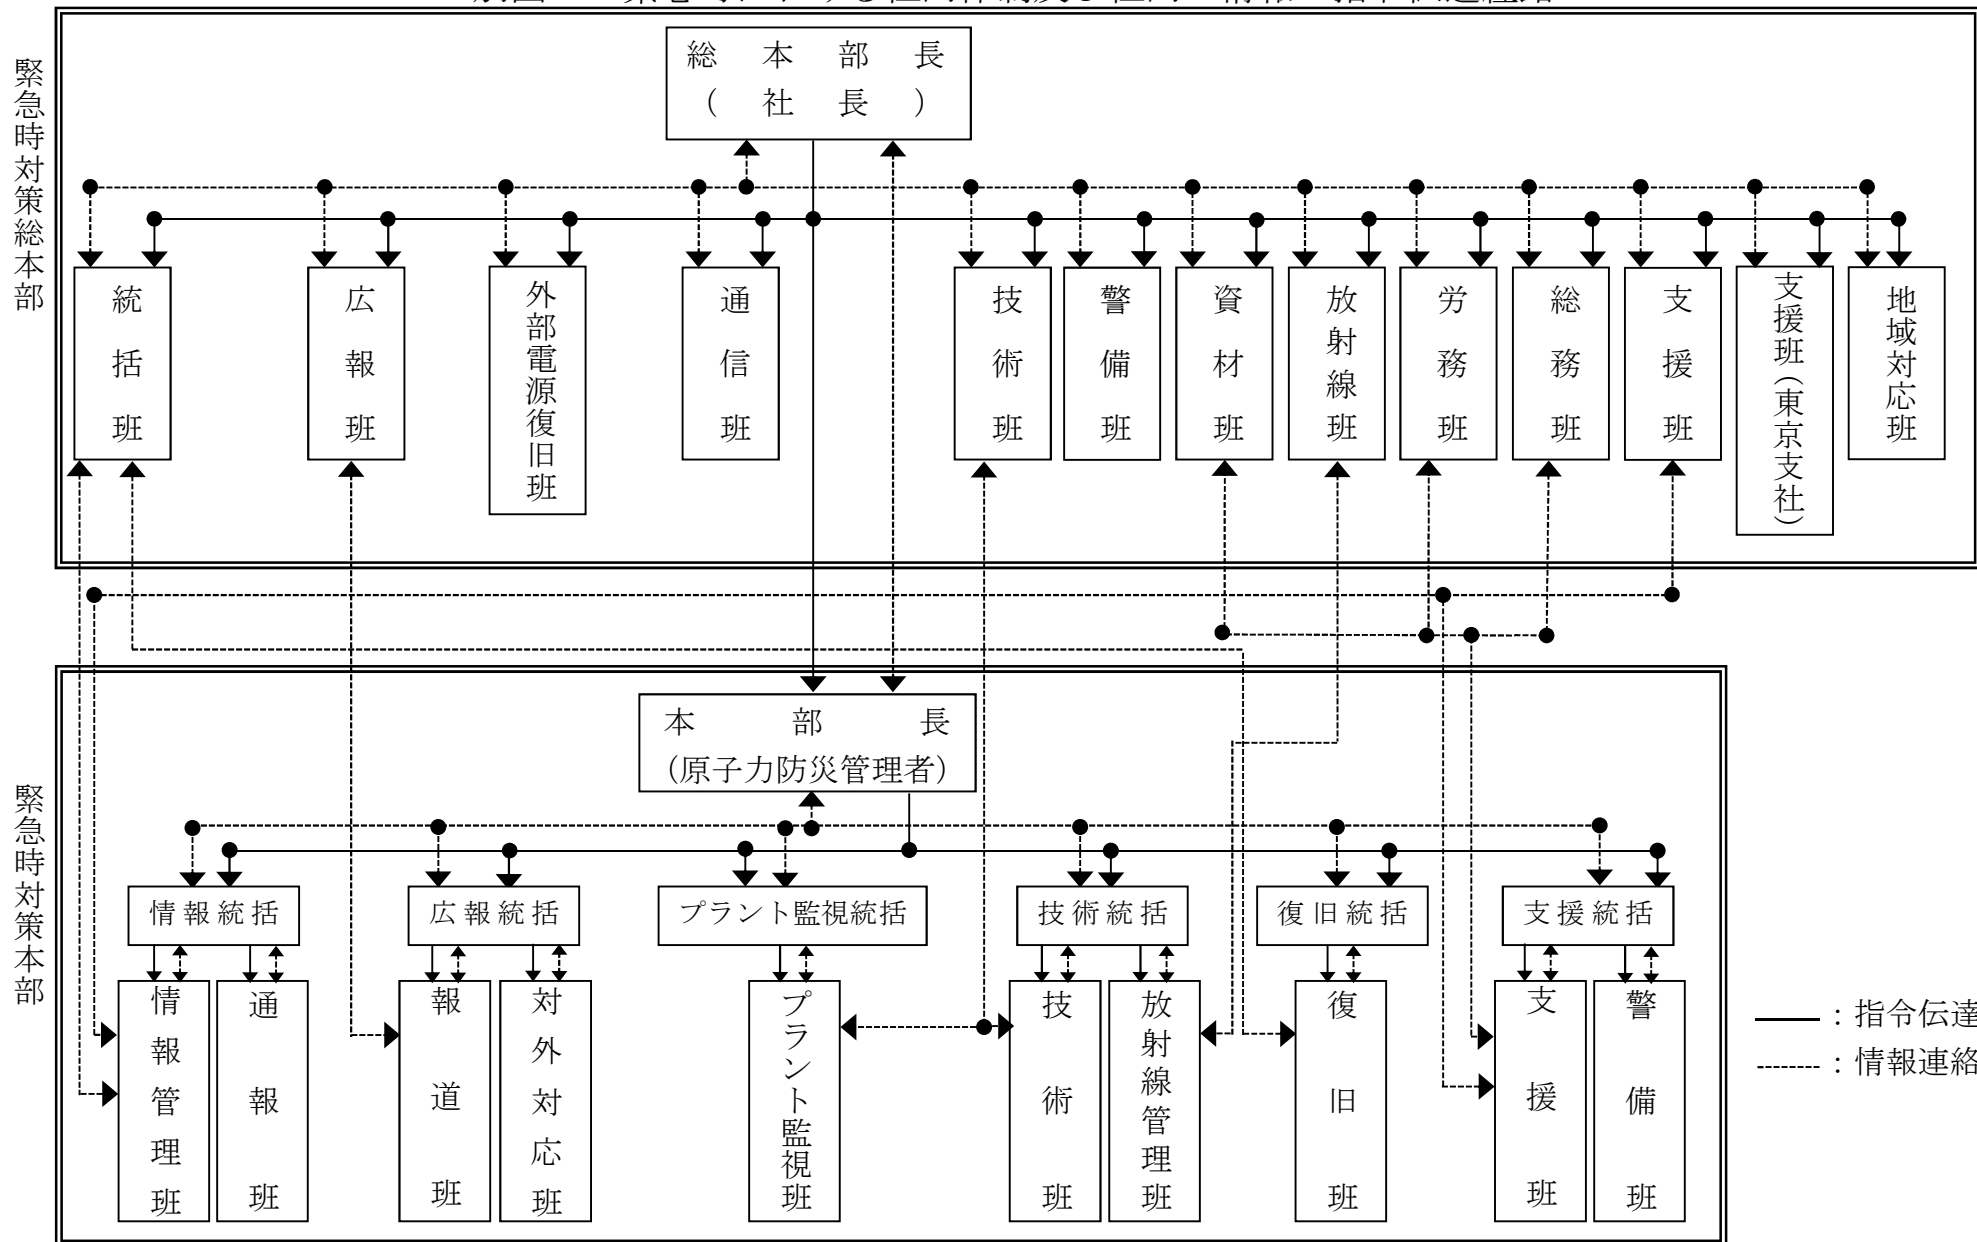 緊急時対策総本部
総本部長
(社長)
統括班
広報班
外部電源復旧班
通信班
技術班
警備班
資材班
放射線班
労務班
総務班
支援班
支援班(東京支社)
地域対応班
緊急時対策本部
本部長
(原子力防災管理者)
情報統括
広報統括
プラント監視統括
技術統括
復旧統括
支援統括
情報管理班
通報班
報道班
対外対応班
プラント監視班
技術班
放射線管理班
復旧班
支援班
警備班
:指令伝達
:情報連絡